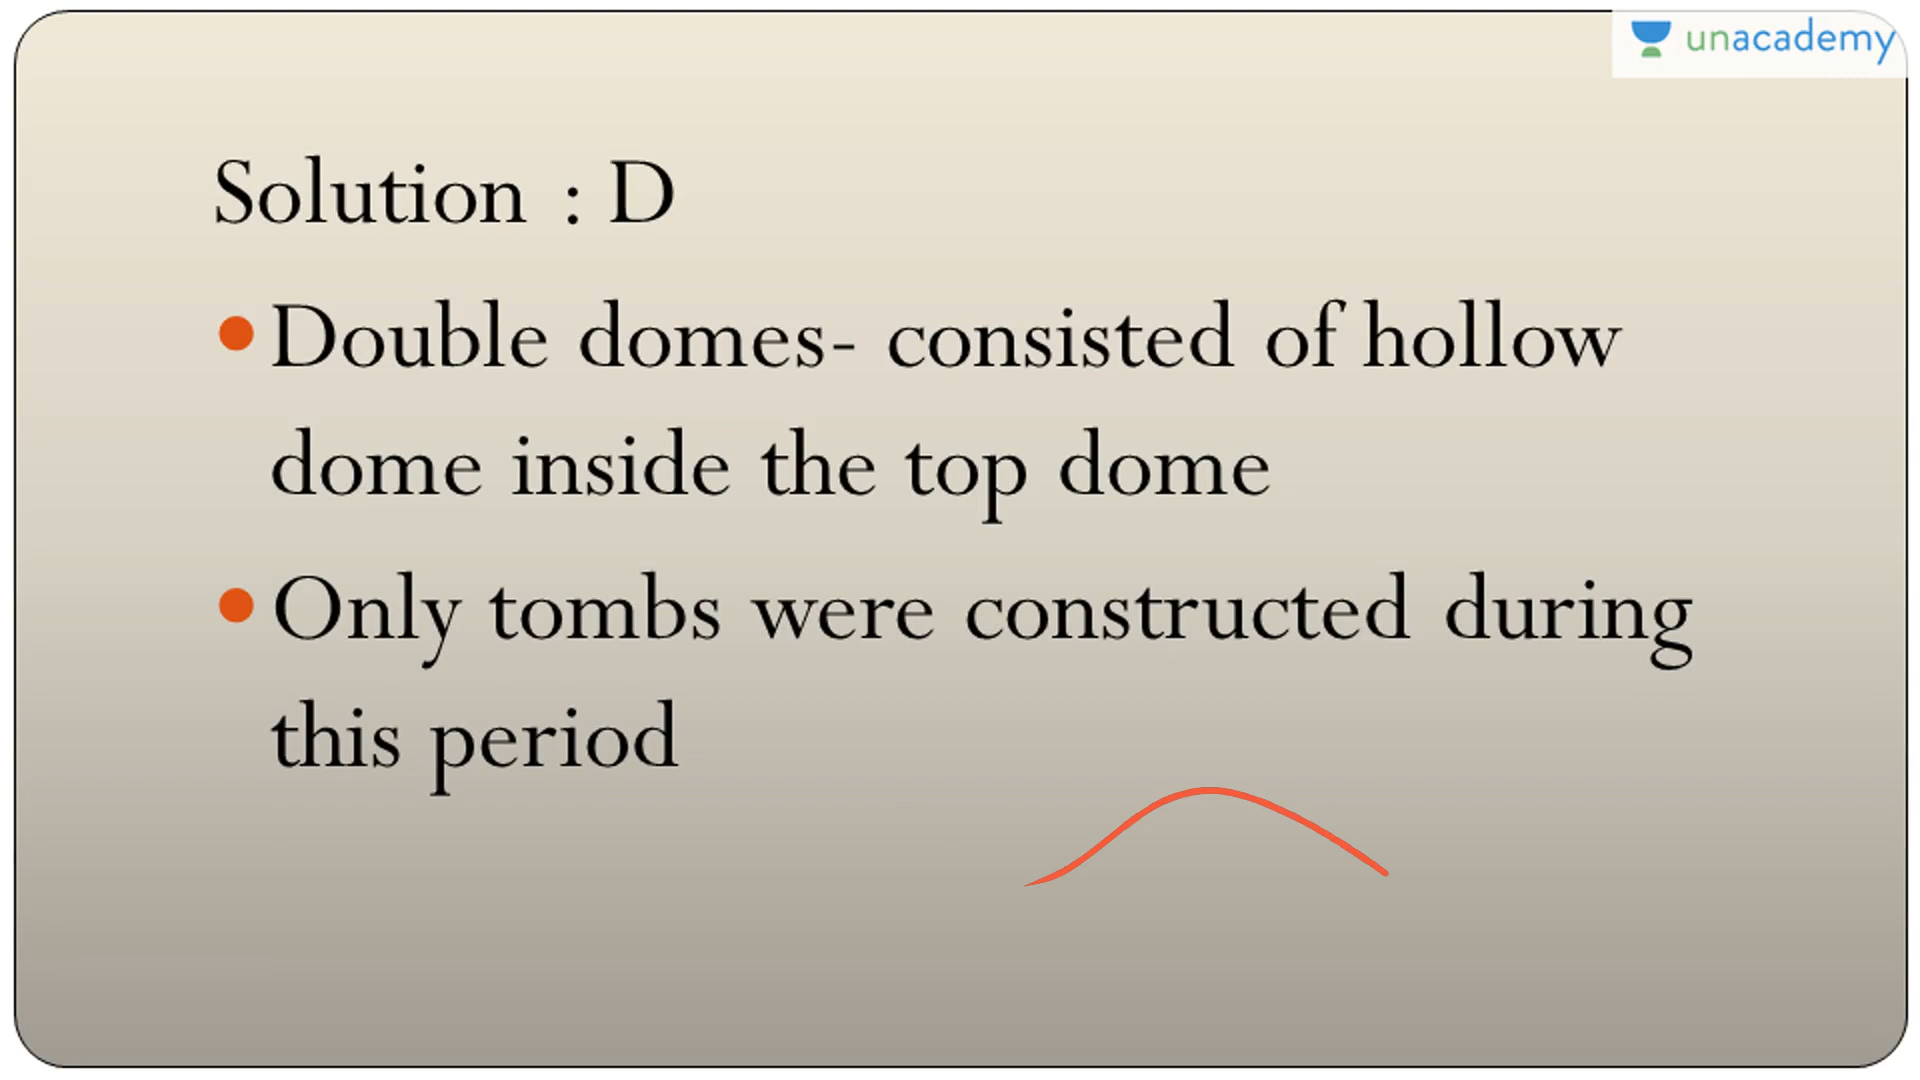 unacademy
Solution : D
Double domes- consisted of hollow
dome inside the top dome
Only tombs were constructed during
this period